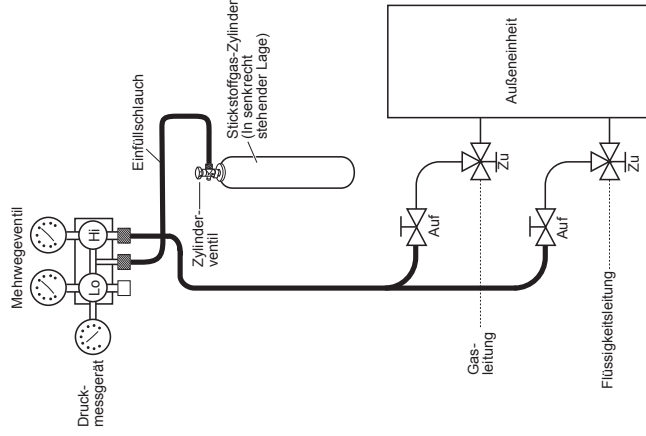 Mehrwegeventil
Druck-
messgerät
Lo
Hi
Einfüllschlauch
Zylinder-
ventil
Stickstoffgas-Zylinder
(In senkrecht
stehender Lage)
Außeneinheit
Auf
Zu
Auf
Zu
Gas-
leitung
Flüssigkeitsleitung